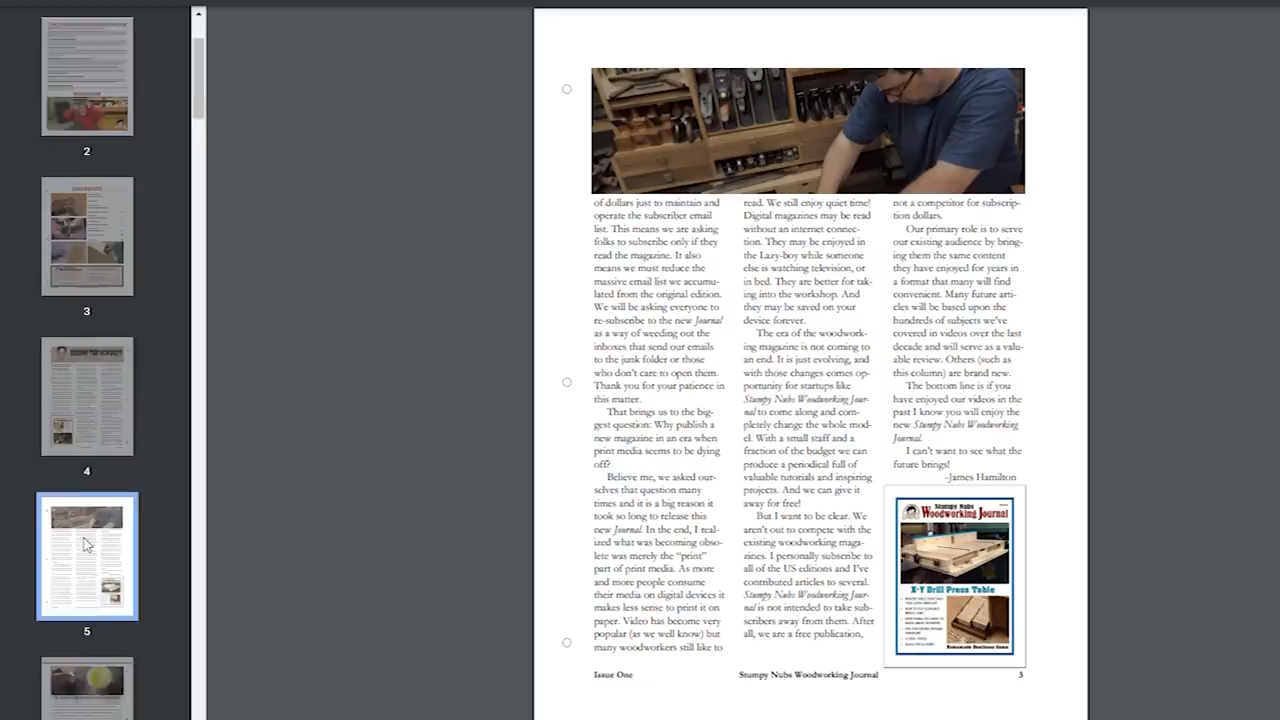 2
3
4
5
of dollars just to maintain and
operate the subscriber email
list. This means we are asking
folks to subscribe only if they
read the magazine. It also
means we must reduce the
massive email list we accumu-
lated from the original edition.
We will be asking everyone to
re-subscribe to the new Journal
as a way of weeding out the
inboxes that send our emails
to the junk folder or those
who don't care to open them.
Thank you for your patience in
this matter.
That brings us to the big-
gest question: Why publish a
new magazine in an era when
print media seems to be dying
off?
Believe me, we asked our-
selves that question many
times and it is a big reason it
took so long to release this
new Journal. In the end, I real-
ized what was becoming obso-
lete was merely the "print"
part of print media. As more
and more people consume
their media on digital devices it
makes less sense to print it on
paper. Video has become very
popular (as we well know) but
many woodworkers still like to
read. We still enjoy quiet time!
Digital magazines may be read
without an internet connec-
tion. They may be enjoyed in
the Lazy-boy while someone
else is watching television, or
in bed. They are better for tak-
ing into the workshop. And
they may be saved on your
device forever.
The era of the woodwork-
ing magazine is not coming to
an end. It is just evolving, and
with those changes comes op-
portunity for startups like
Stumpy Nubs Woodworking Jour-
nal to come along and com-
pletely change the whole mod-
el. With a small staff and a
fraction of the budget we can
produce a periodical full of
valuable tutorials and inspiring
projects. And we can give it
away for free!
But I want to be clear. We
aren't out to compete with the
existing woodworking maga-
zines. I personally subscribe to
all of the US editions and I've
contributed articles to several.
Stumpy Nubs Woodworking Jour-
nal is not intended to take sub-
scribers away from them. After
all, we are a free publication,
not a competitor for subscrip-
tion dollars.
Our primary role is to serve
our existing audience by bring-
ing them the same content
they have enjoyed for years in
a format that many will find
convenient. Many future arti-
cles will be based upon the
hundreds of subjects we've
covered in videos over the last
decade and will serve as a valu-
able review. Others (such as
this column) are brand new.
The bottom line is if you
have enjoyed our videos in the
past I know you will enjoy the
new Stumpy Nubs Woodworking
Journal.
I can't want to see what the
future brings!
-James Hamilton
Stumpy Nubs
Woodworking Journal
X-Y Drill Press Table
Homemade Dominoes Game
Issue One
Stumpy Nubs Woodworking Journal
3